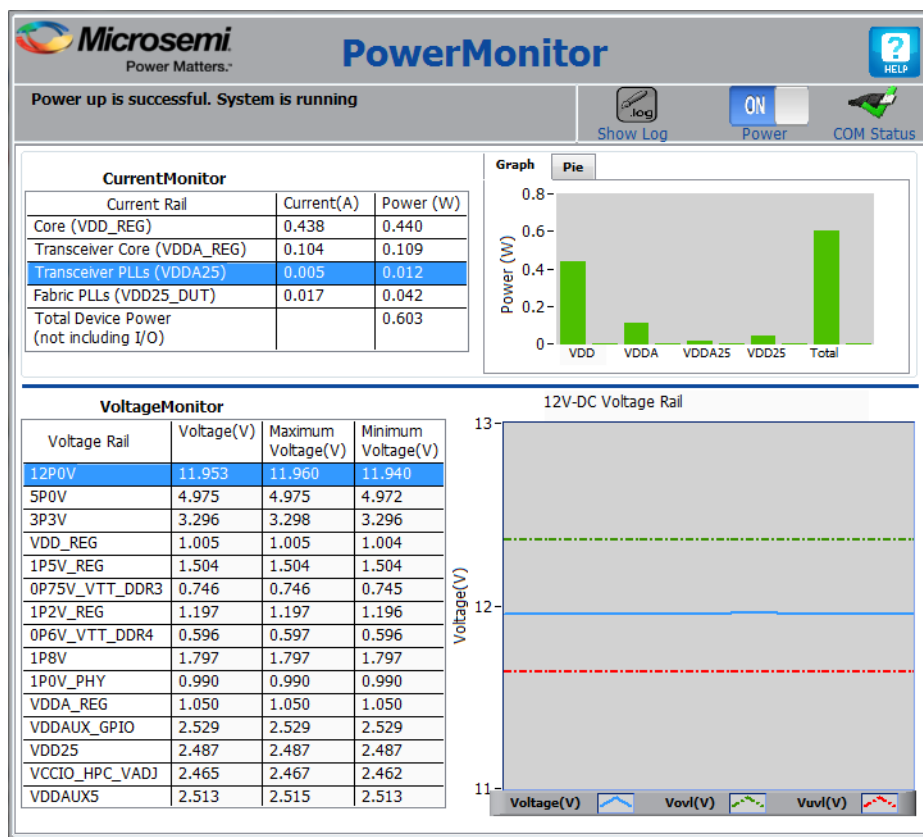 Microsemi
Power Matters.™
PowerMonitor
?
HELP
Power up is successful. System is running
.log
Show Log
ON
Power
COM Status
CurrentMonitor
Current Rail Current(A) Power (W)
Core (VDD_REG) 0.438 0.440
Transceiver Core (VDDA_REG) 0.104 0.109
Transceiver PLLs (VDDA25) 0.005 0.012
Fabric PLLs (VDD25_DUT) 0.017 0.042
Total Device Power 0.603
(not including I/O)
Graph Pie
Power (W)
0.8
0.6
0.4
0.2
0
VDD VDDA VDDA25 VDD25 Total
VoltageMonitor
Voltage Rail Voltage(V) Maximum Voltage(V) Minimum Voltage(V)
12P0V 11.953 11.960 11.940
5P0V 4.975 4.975 4.972
3P3V 3.296 3.298 3.296
VDD_REG 1.005 1.005 1.004
1P5V_REG 1.504 1.504 1.504
0P75V_VTT_DDR3 0.746 0.746 0.745
1P2V_REG 1.197 1.197 1.196
0P6V_VTT_DDR4 0.596 0.597 0.596
1P8V 1.797 1.797 1.797
1P0V_PHY 0.990 0.990 0.990
VDDA_REG 1.050 1.050 1.050
VDDAUX_GPIO 2.529 2.529 2.529
VDD25 2.487 2.487 2.487
VCCIO_HPC_VADJ 2.465 2.467 2.462
VDDAUX5 2.513 2.515 2.513
12V-DC Voltage Rail
Voltage(V)
13
12
11
Voltage(V) Vovl(V) Vuvl(V)